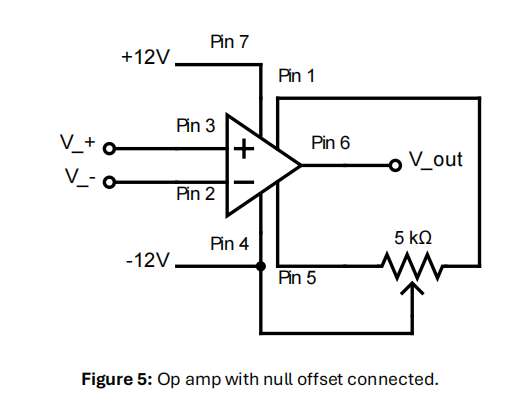 Pin 7
+12V
Pin 1
Pin 3
V_+
+
Pin 6
V_out
V_-
−
Pin 2
5 kΩ
Pin 4
-12V
Pin 5
Figure 5: Op amp with null offset connected.